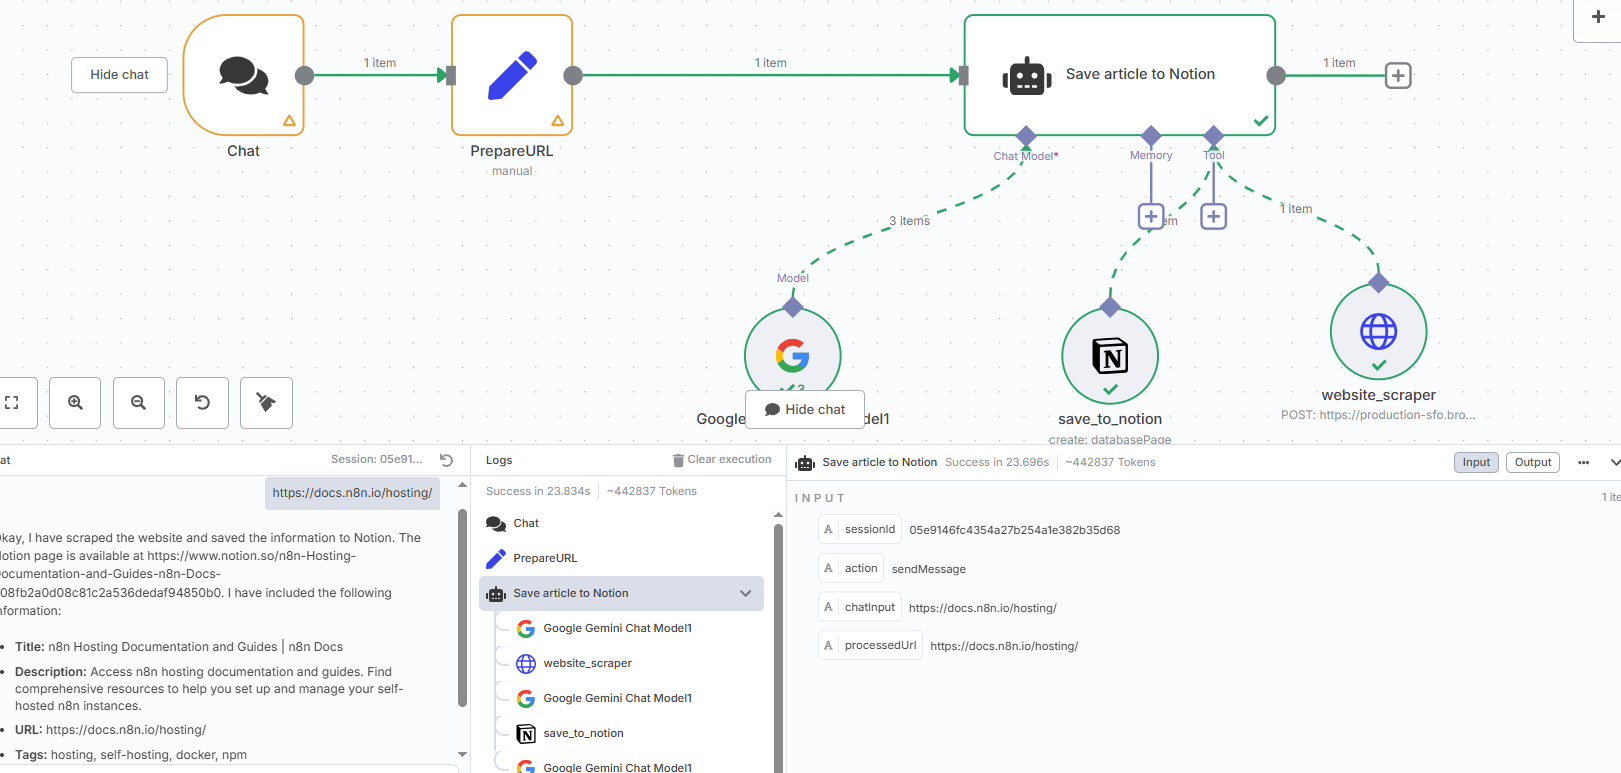 Hide chat
1 item
1 item
Save article to Notion
1 item
Chat
PrepareURL
manual
Chat Model*
Memory
Tool
3 items
em
1 item
Model
Hide chat
Google
del1
save_to_notion
create: databasePage
website_scraper
POST: https://production-sfo.bro...
at
Session: 05e91...
https://docs.n8n.io/hosting/
kay, I have scraped the website and saved the information to Notion. The
otion page is available at https://www.notion.so/n8n-Hosting-
ocumentation-and-Guides-n8n-Docs-
08fb2a0d08c81c2a536dedaf94850b0. I have included the following
nformation:
Title: n8n Hosting Documentation and Guides | n8n Docs
Description: Access n8n hosting documentation and guides. Find
comprehensive resources to help you set up and manage your self-
hosted n8n instances.
URL: https://docs.n8n.io/hosting/
Tags: hosting, self-hosting, docker, npm
Logs
Clear execution
Success in 23.834s | ~442837 Tokens
Chat
PrepareURL
Save article to Notion
Google Gemini Chat Model1
website_scraper
Google Gemini Chat Model1
save_to_notion
Google Gemini Chat Model1
Save article to Notion Success in 23.696s | ~442837 Tokens
Input
Output
INPUT
1 ite
A sessionId 05e9146fc4354a27b254a1e382b35d68
A action sendMessage
A chatInput https://docs.n8n.io/hosting/
A processedUrl https://docs.n8n.io/hosting/